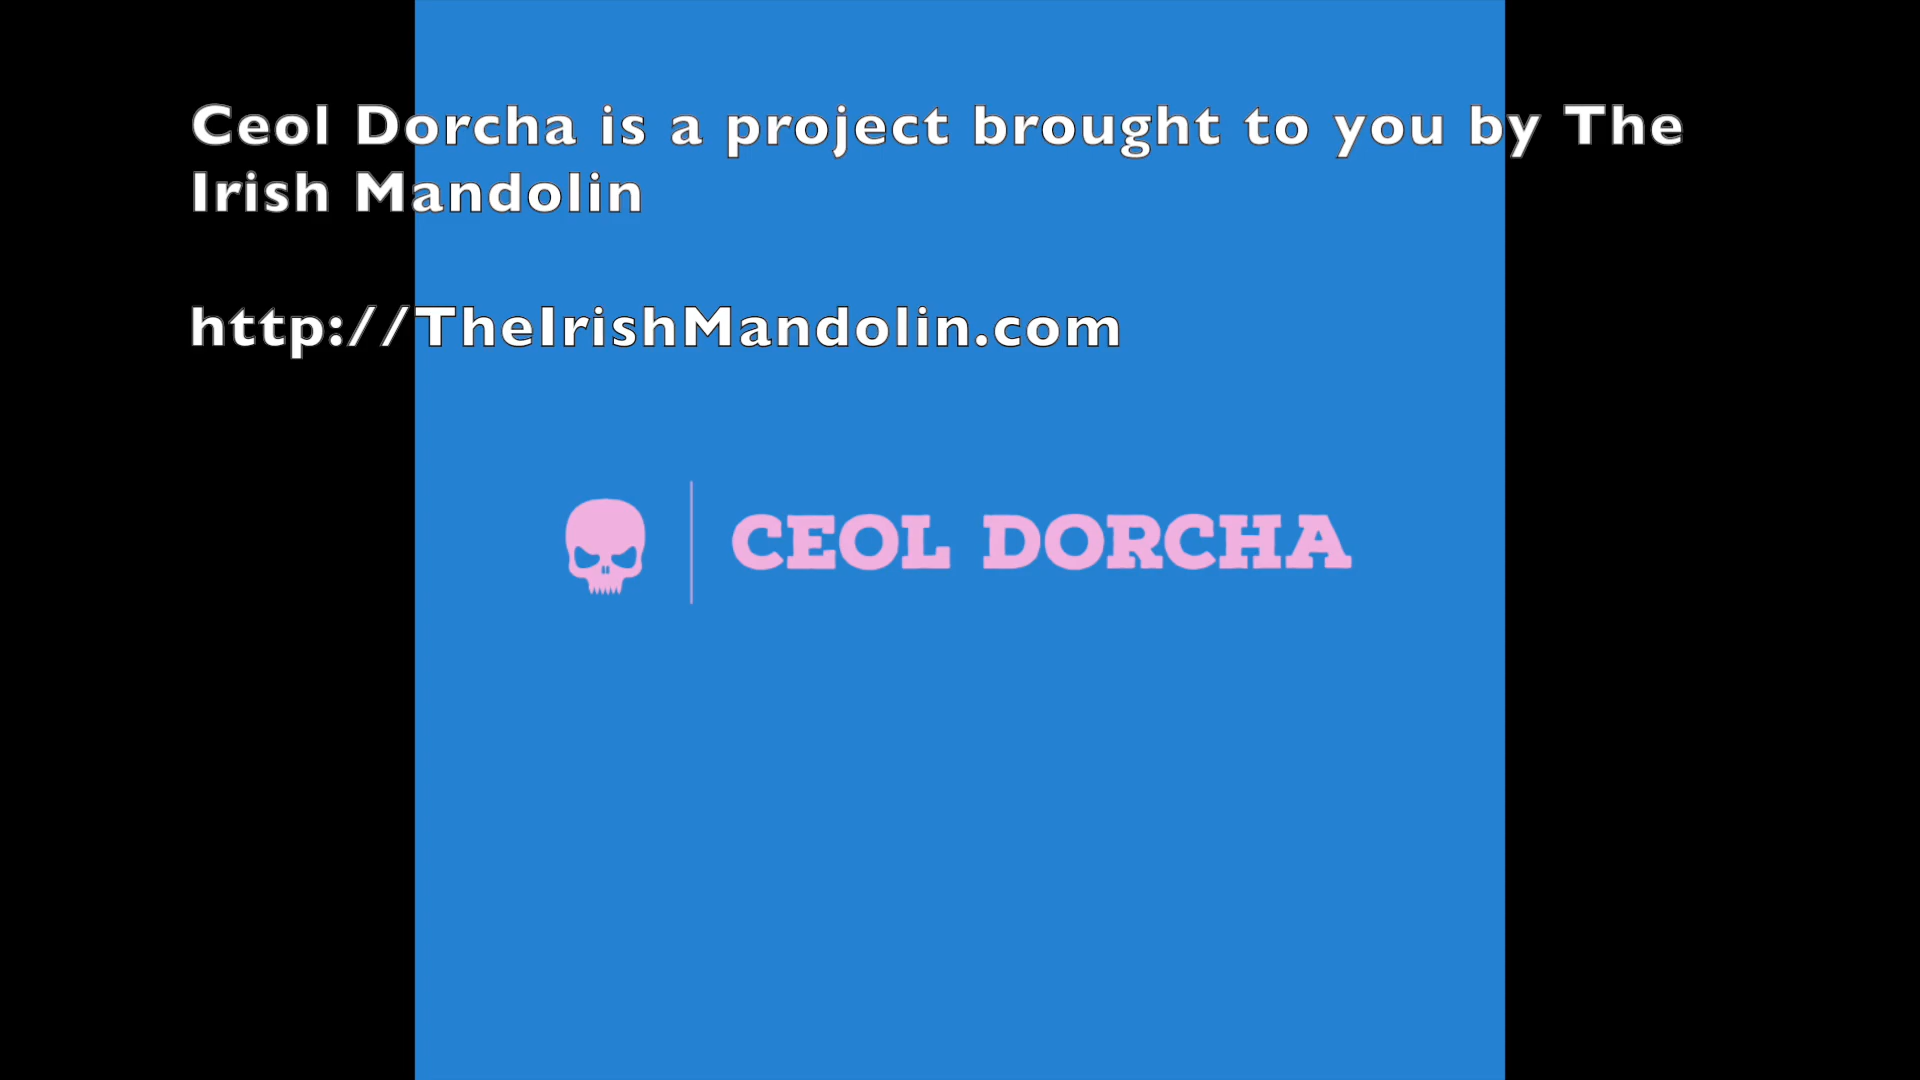 Ceol Dorcha is a project brought to you by The
Irish Mandolin
http://TheIrishMandolin.com
CEOL DORCHA